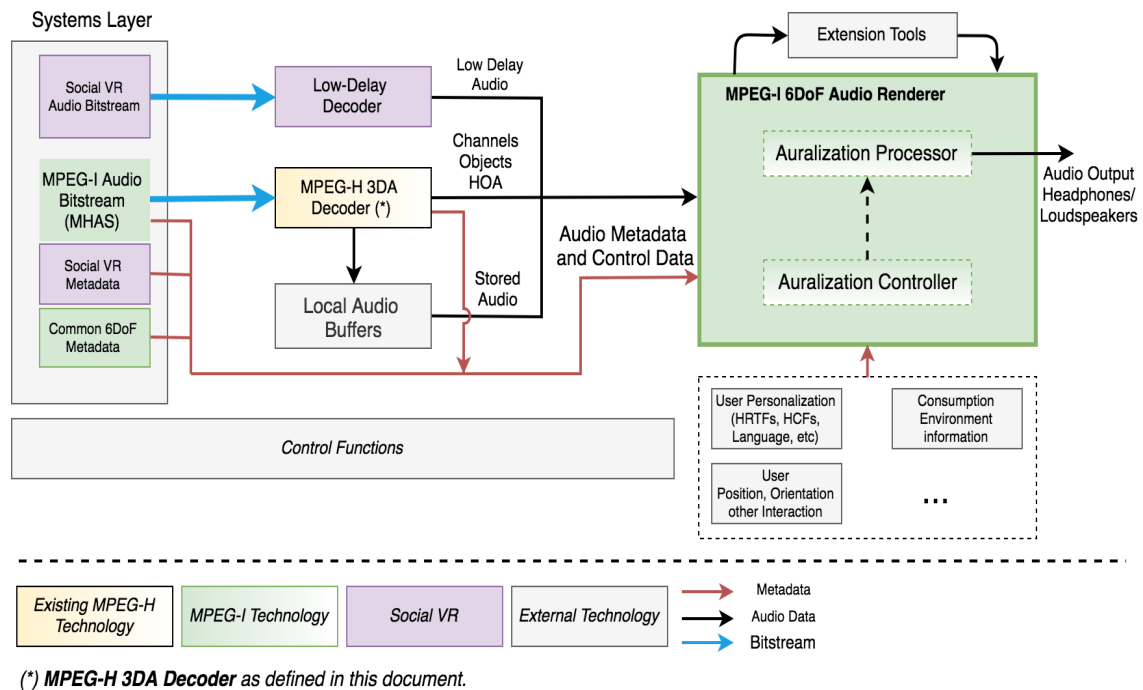 Systems Layer
Social VR
Audio Bitstream
MPEG-I Audio
Bitstream
(MHAS)
Social VR
Metadata
Common 6DoF
Metadata
Low-Delay
Decoder
Low Delay
Audio
Channels
Objects
HOA
MPEG-H 3DA
Decoder (*)
Stored
Audio
Local Audio
Buffers
Audio Metadata
and Control Data
Extension Tools
MPEG-I 6DoF Audio Renderer
Auralization Processor
Auralization Controller
Audio Output
Headphones/
Loudspeakers
Control Functions
User Personalization
(HRTFs, HCFs,
Language, etc)
Consumption
Environment
information
User
Position, Orientation
other Interaction
...
Existing MPEG-H
Technology
MPEG-I Technology
Social VR
External Technology
Metadata
Audio Data
Bitstream
(*) MPEG-H 3DA Decoder as defined in this document.